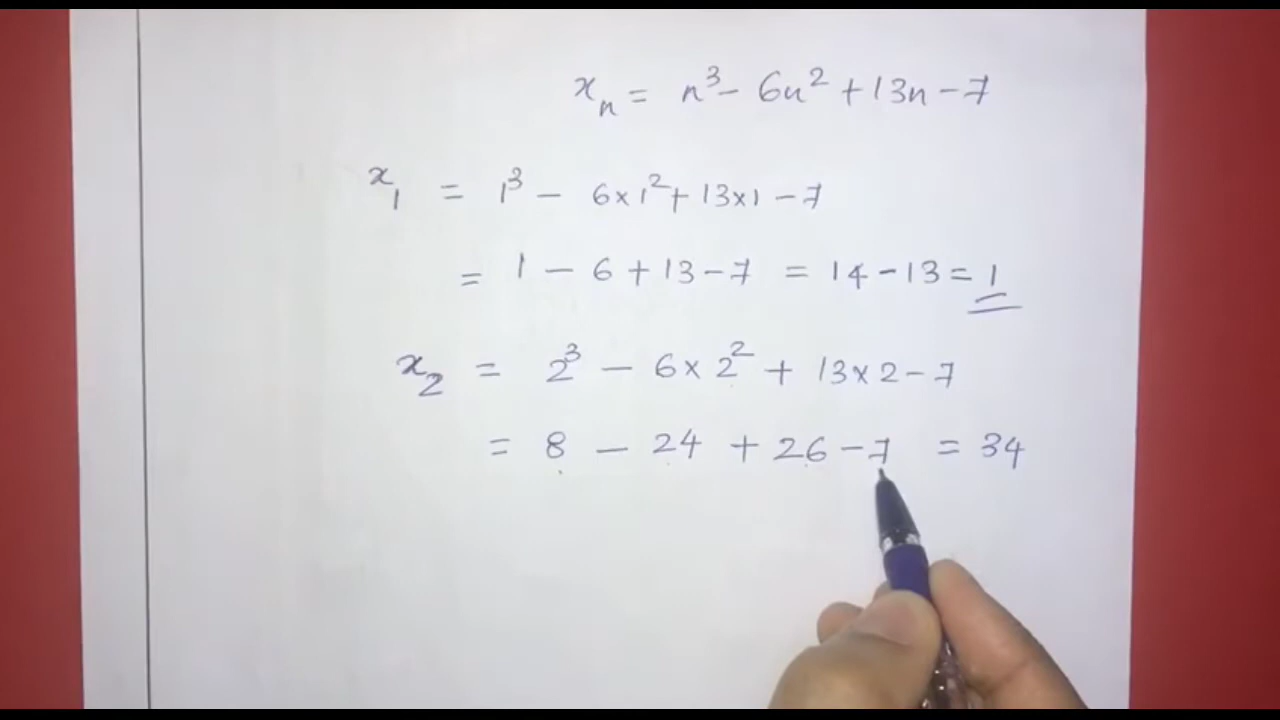 xₙ = n³ - 6n² + 13n - 7
x₁ = 1³ - 6×1² + 13×1 - 7
= 1 - 6 + 13 - 7 = 14 - 13 = 1
x₂ = 2³ - 6×2² + 13×2 - 7
= 8 - 24 + 26 - 7 = 34